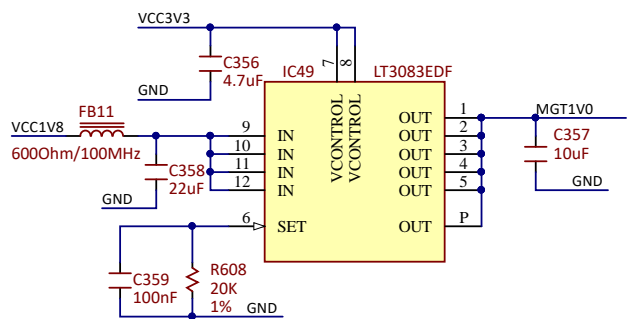 VCC3V3
C356
4.7uF
GND
7
8
IC49
LT3083EDF
FB11
VCC1V8
600Ohm/100MHz
C358
22uF
GND
9
10
11
12
6
IN
IN
IN
IN
SET
VCONTROL
VCONTROL
OUT
OUT
OUT
OUT
OUT
OUT
1
2
3
4
5
P
MGT1V0
C357
10uF
GND
C359
100nF
R608
20K
1%
GND